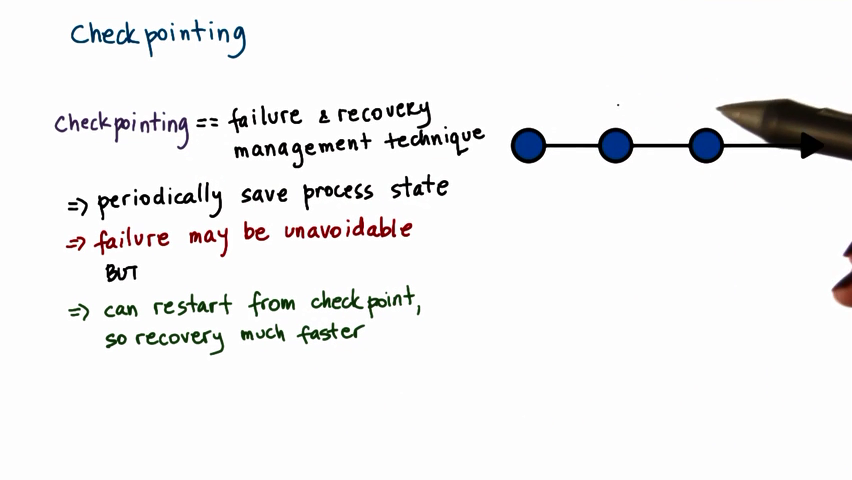 Checkpointing
Checkpointing == failure & recovery
management technique
=> periodically save process state
=> failure may be unavoidable
BUT
=> can restart from checkpoint,
so recovery much faster